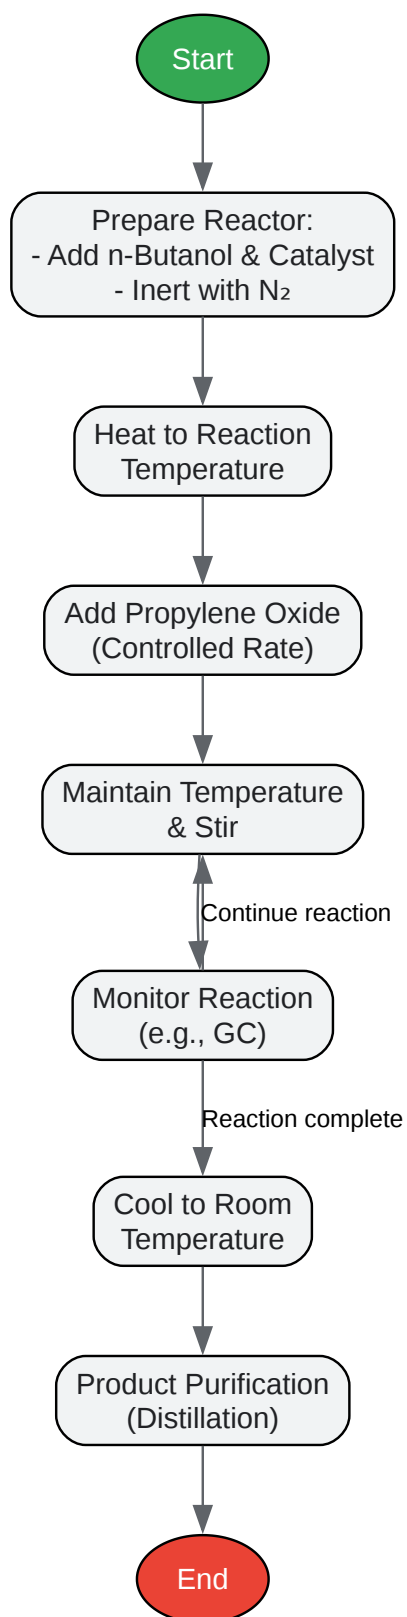 Start
Prepare Reactor:
- Add n-Butanol & Catalyst
- Inert with N₂
Heat to Reaction
Temperature
Add Propylene Oxide
(Controlled Rate)
Maintain Temperature
& Stir
Continue reaction
Monitor Reaction
(e.g., GC)
Reaction complete
Cool to Room
Temperature
Product Purification
(Distillation)
End